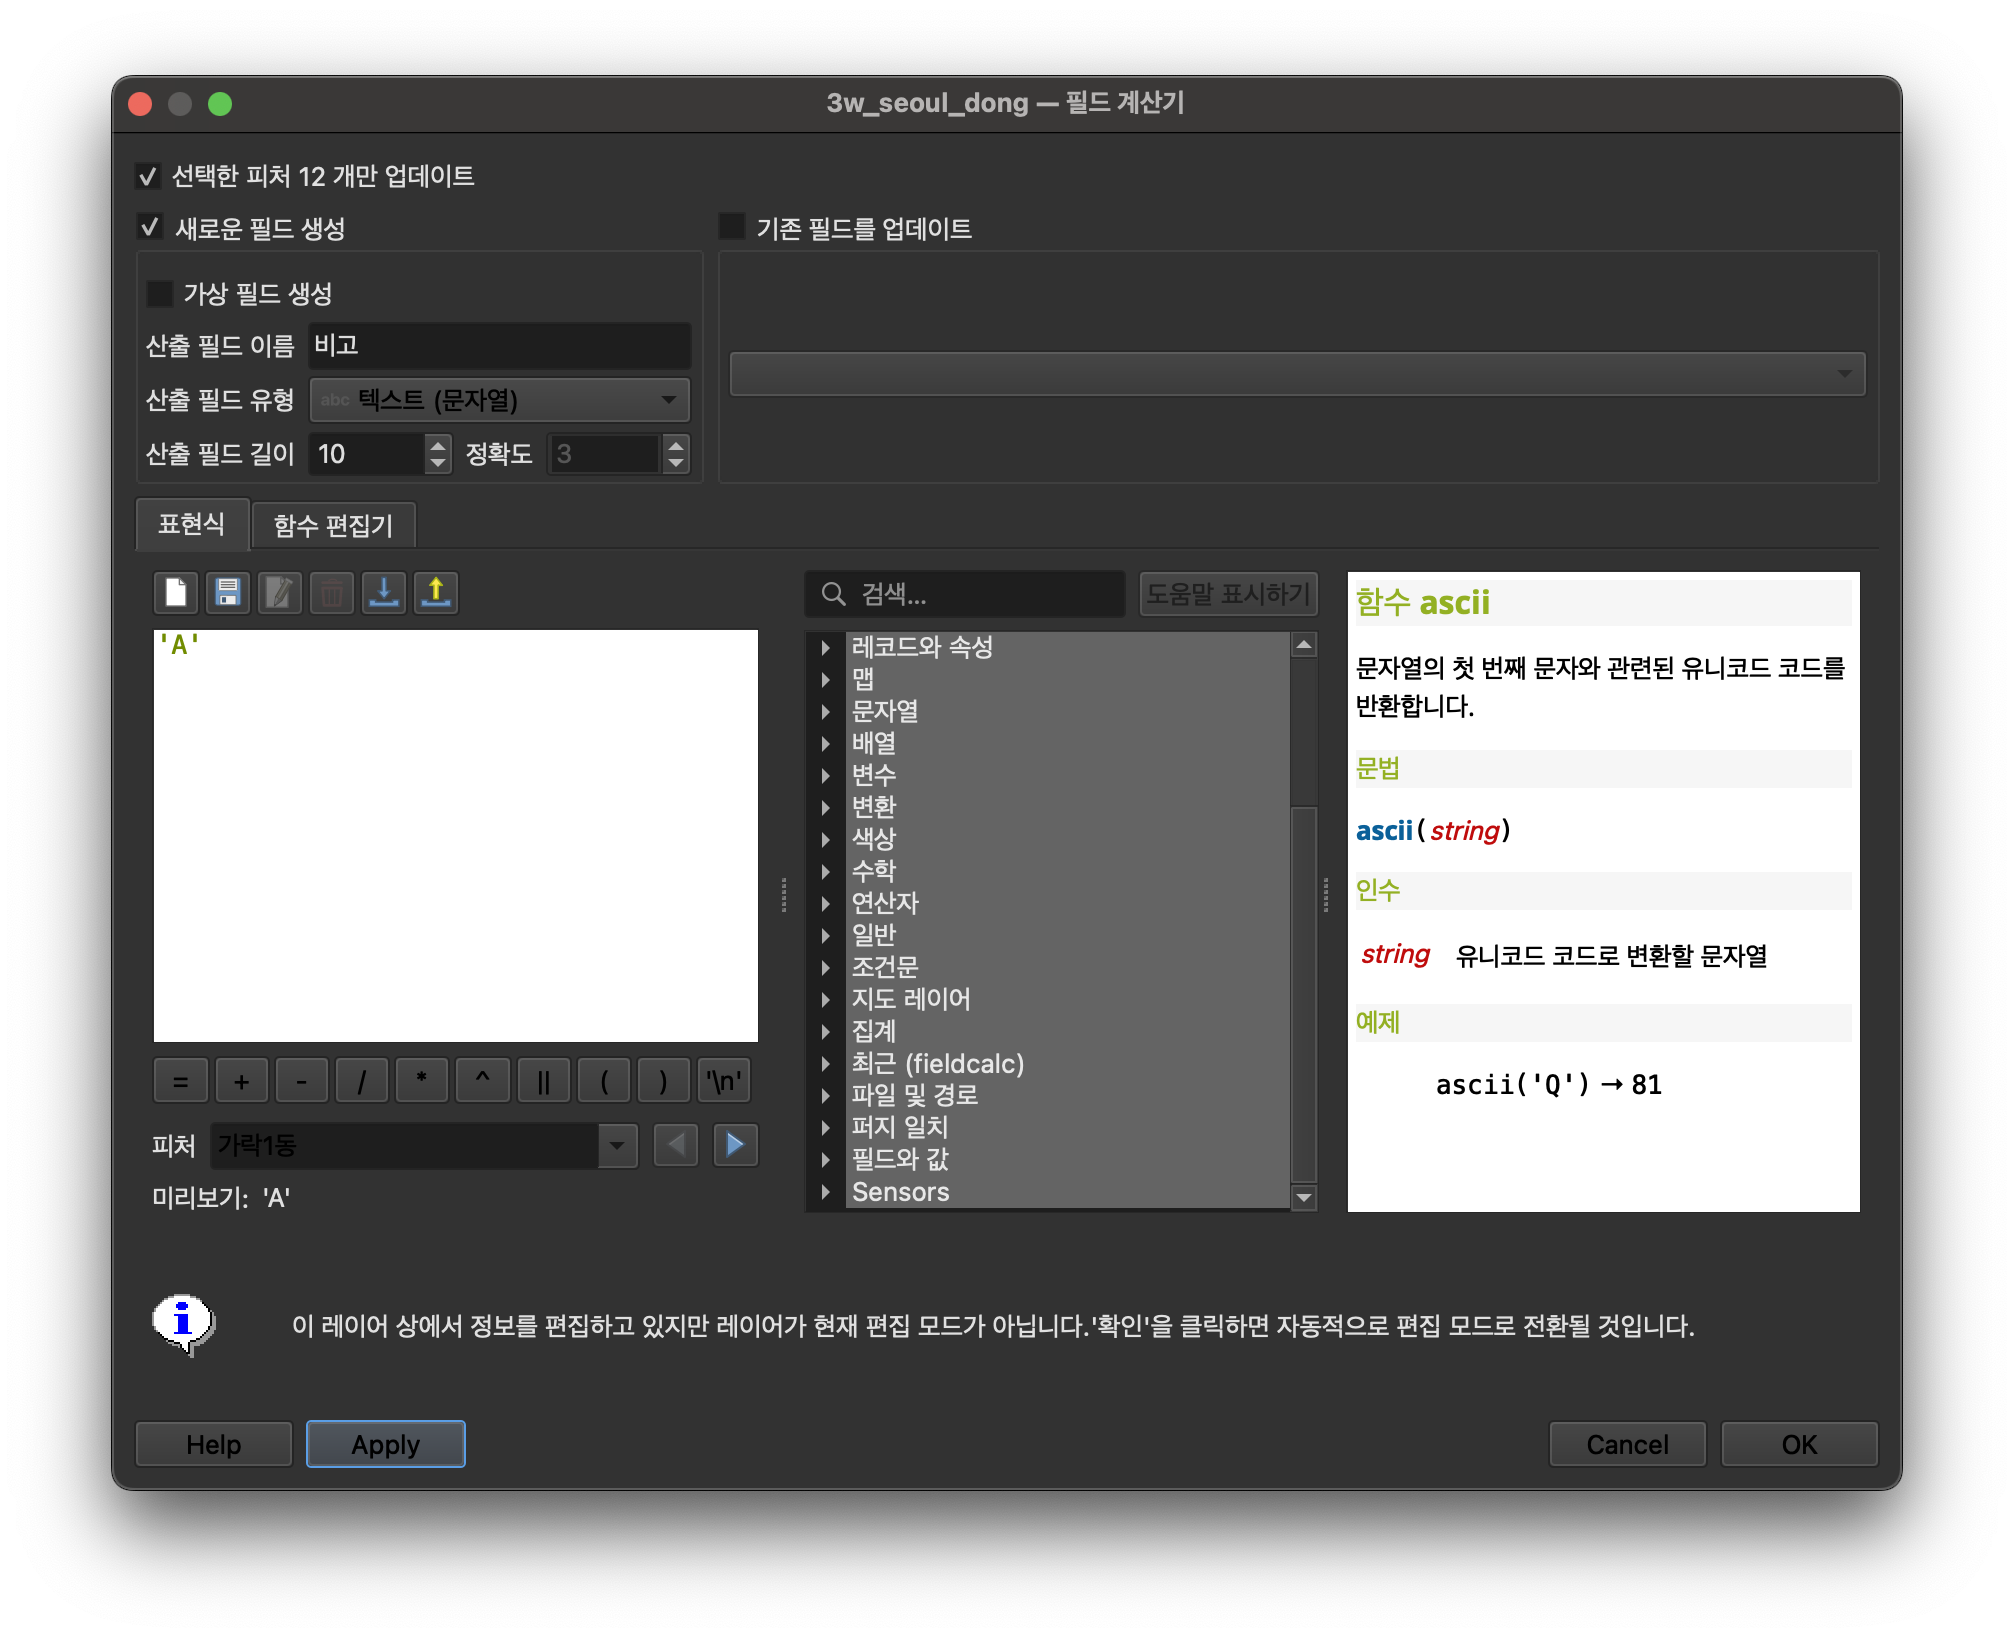 3w_seoul_dong — 필드 계산기
선택한 피처 12 개만 업데이트
새로운 필드 생성
기존 필드를 업데이트
가상 필드 생성
산출 필드 이름 비고
산출 필드 유형 abc 텍스트 (문자열)
산출 필드 길이 10 정확도 3
표현식 함수 편집기
'A'
= + - / * ^ || ( ) '\n'
피처 가락1동
미리보기: 'A'
검색... 도움말 표시하기
레코드와 속성
맵
문자열
배열
변수
변환
색상
수학
연산자
일반
조건문
지도 레이어
집계
최근 (fieldcalc)
파일 및 경로
퍼지 일치
필드와 값
Sensors
함수 ascii
문자열의 첫 번째 문자와 관련된 유니코드 코드를
반환합니다.
문법
ascii(string)
인수
string 유니코드 코드로 변환할 문자열
예제
ascii('Q') → 81
이 레이어 상에서 정보를 편집하고 있지만 레이어가 현재 편집 모드가 아닙니다.'확인'을 클릭하면 자동적으로 편집 모드로 전환될 것입니다.
Help Apply Cancel OK